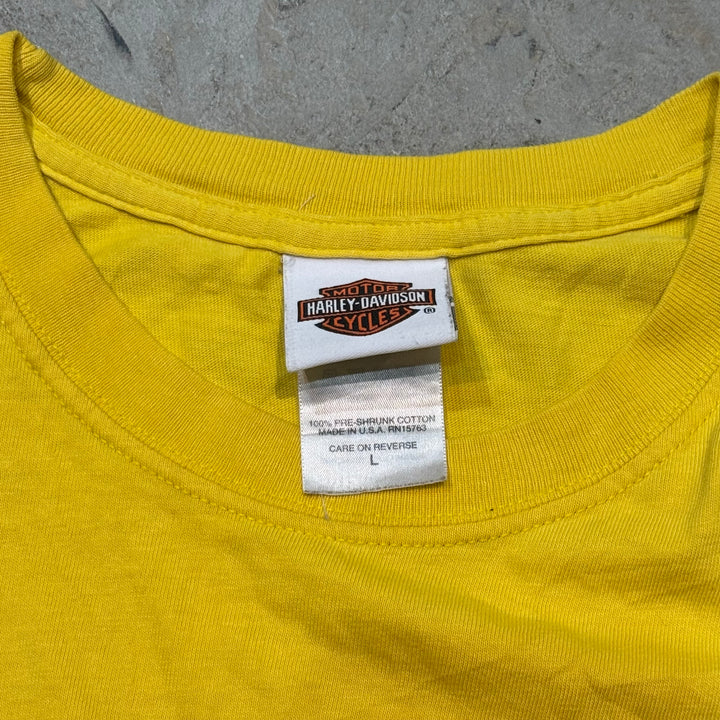 MOTOR
HARLEY-DAVIDSON
CYCLES
®
100% PRE-SHRUNK COTTON
MADE IN U.S.A. RN15763
CARE ON REVERSE
L